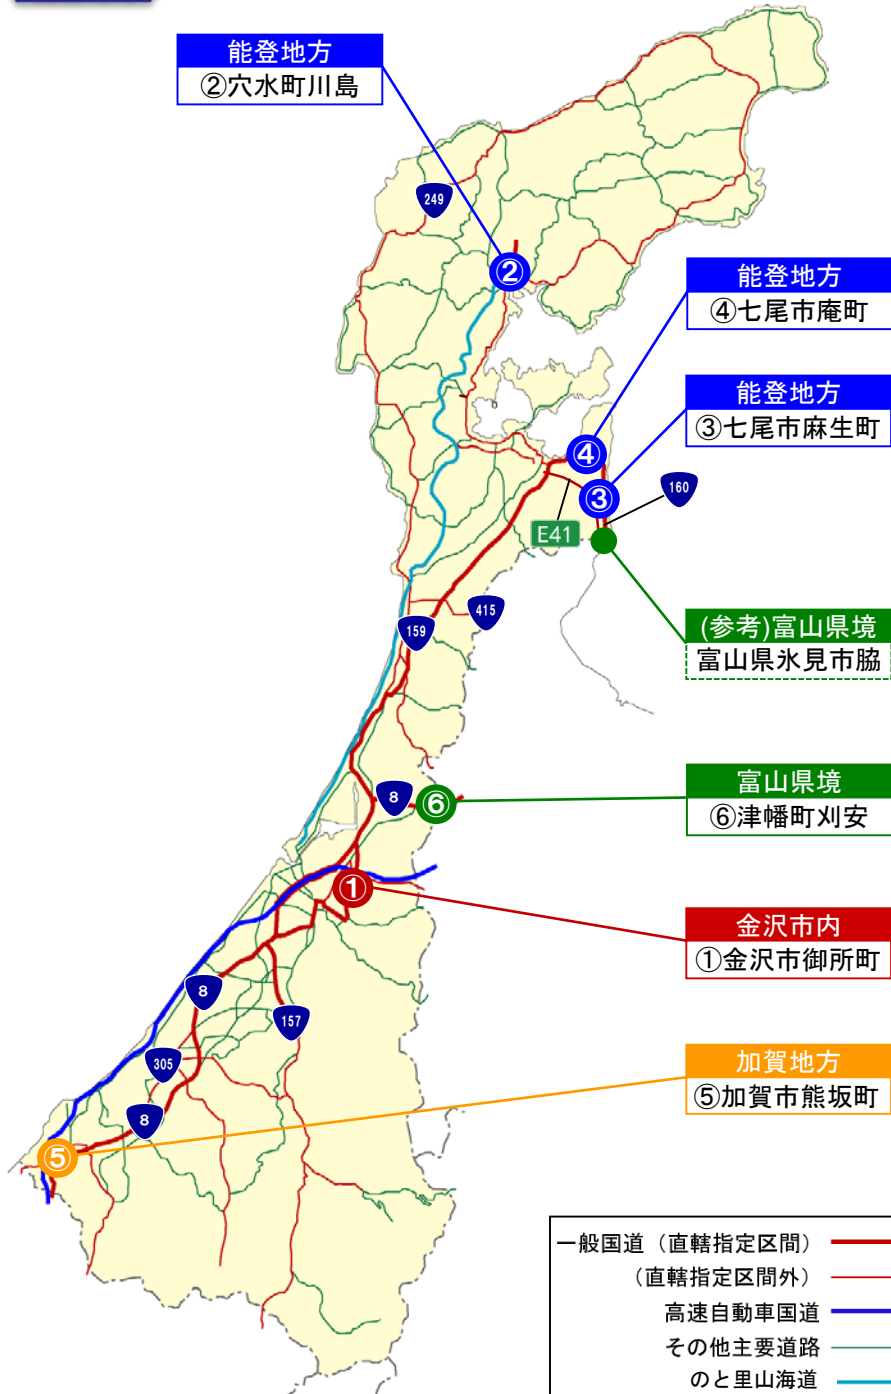 能登地方
②穴水町川島
249
②
能登地方
④七尾市庵町
能登地方
③七尾市麻生町
④
③
160
E41
415
159
(参考)富山県境
富山県氷見市脇
8
⑥
富山県境
⑥津幡町刈安
①
金沢市内
①金沢市御所町
8
157
305
8
加賀地方
⑤加賀市熊坂町
⑤
一般国道（直轄指定区間）
（直轄指定区間外）
高速自動車国道
その他主要道路
のと里山海道